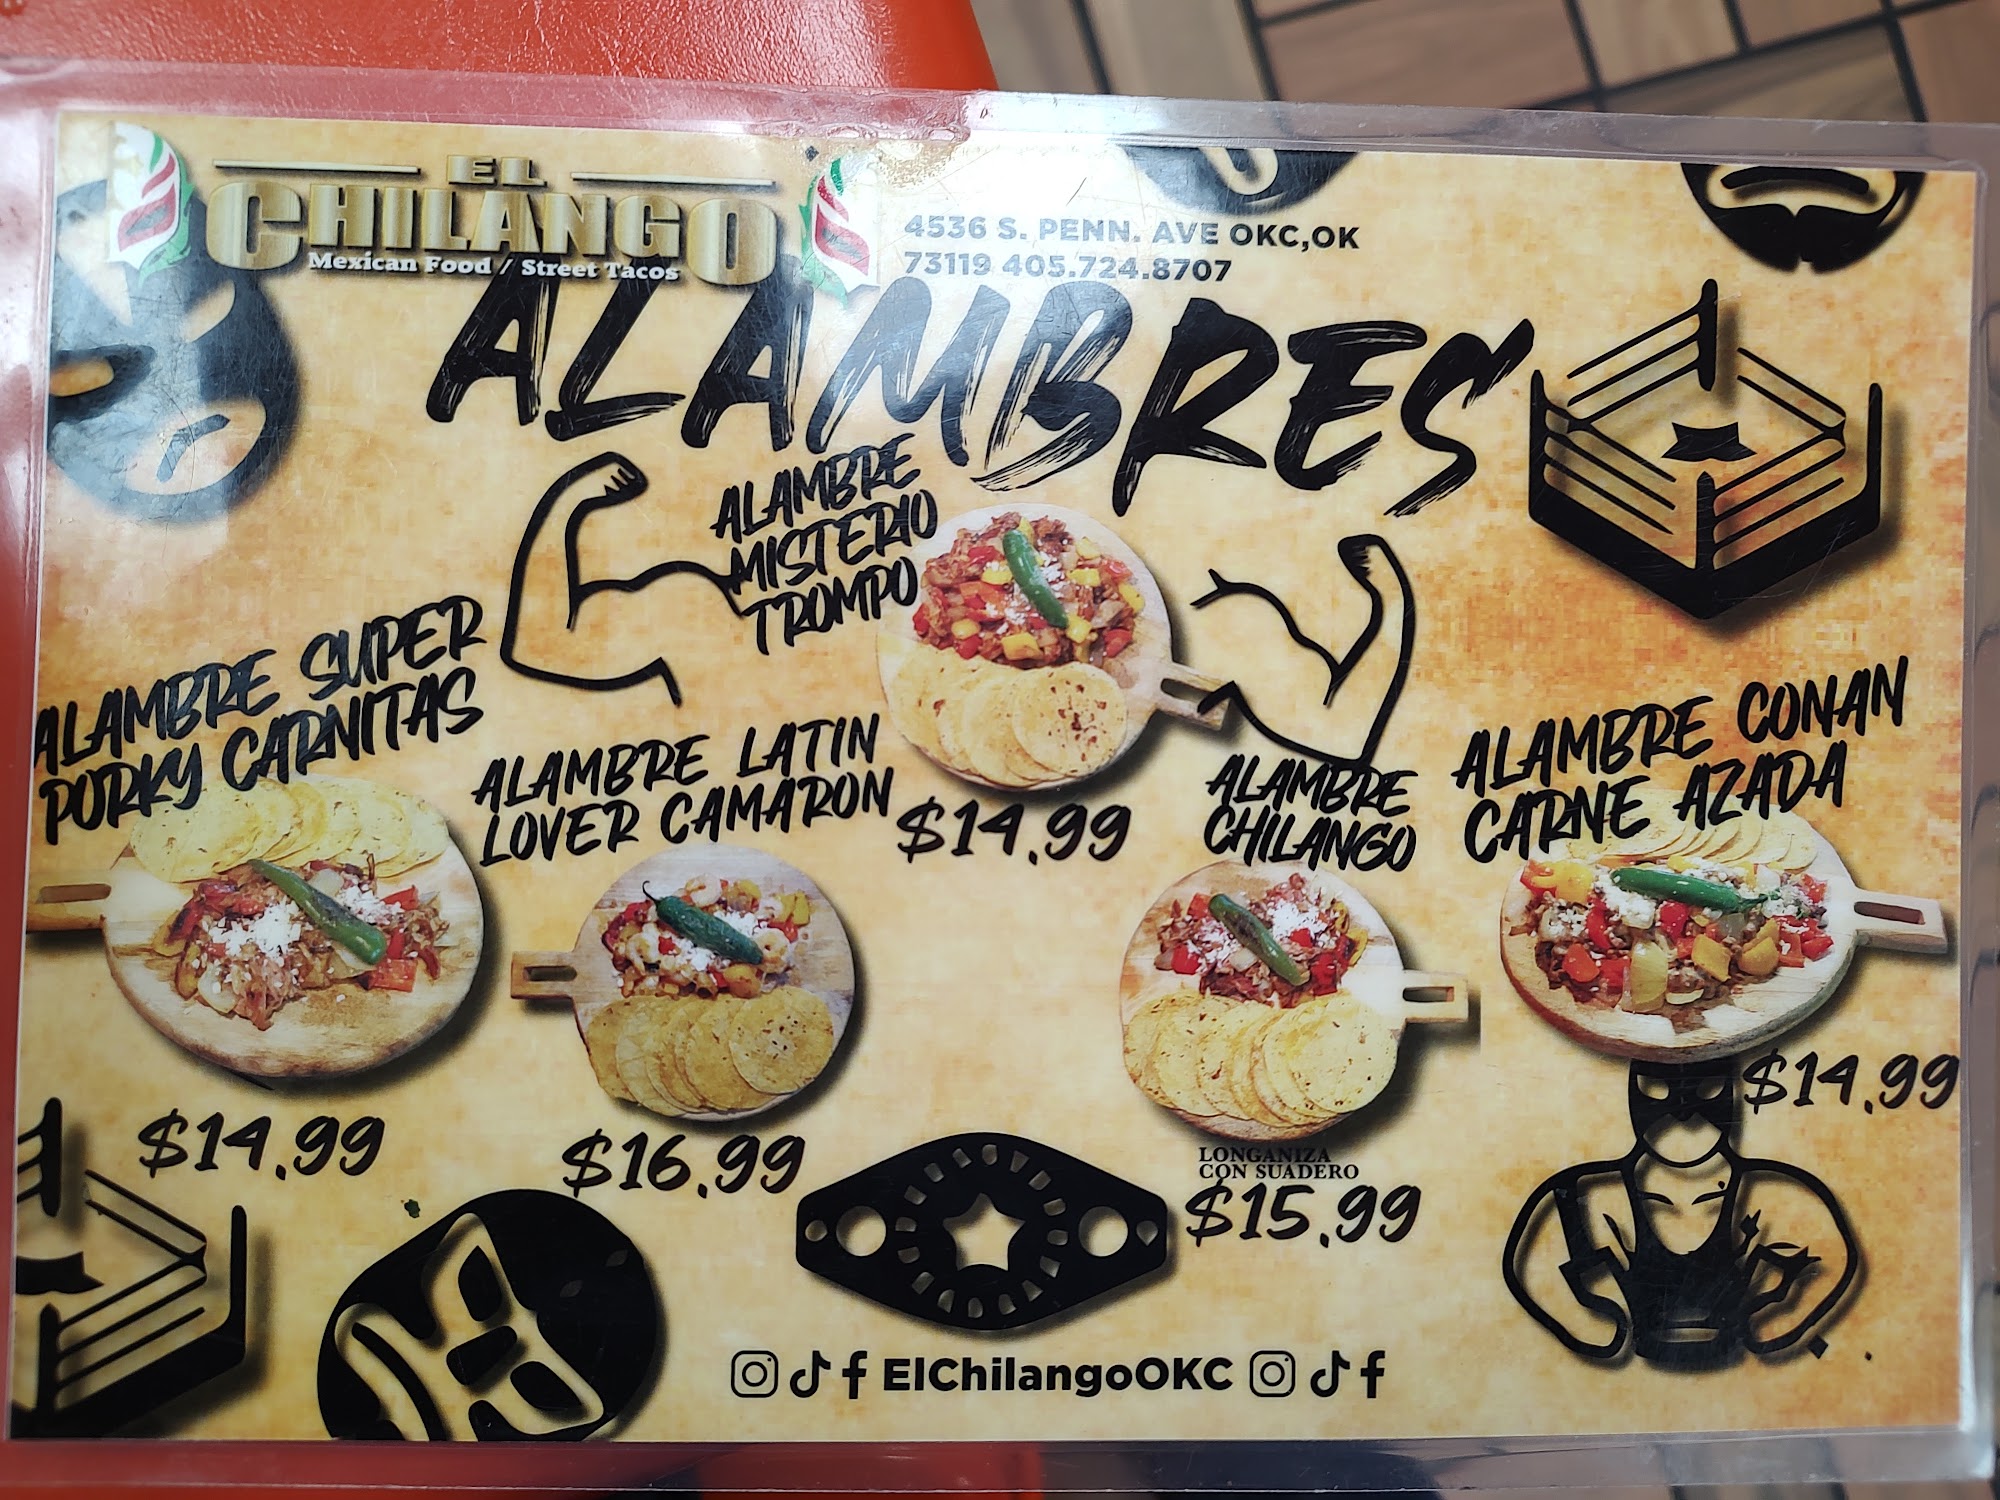 EL
CHILANGO
Mexican Food / Street Tacos
4536 S. PENN. AVE OKC,OK
73119 405.724.8707
ALAMBRES
ALAMBRE
MISTERIO
TROMPO
$14.99
ALAMBRE SUPER
PORKY CARNITAS
$14.99
ALAMBRE LATIN
LOVER CAMARON
$16.99
ALAMBRE
CHILANGO
LONGANIZA
CON SUADERO
$15.99
ALAMBRE CONAN
CARNE AZADA
$14.99
ElChilangoOKC